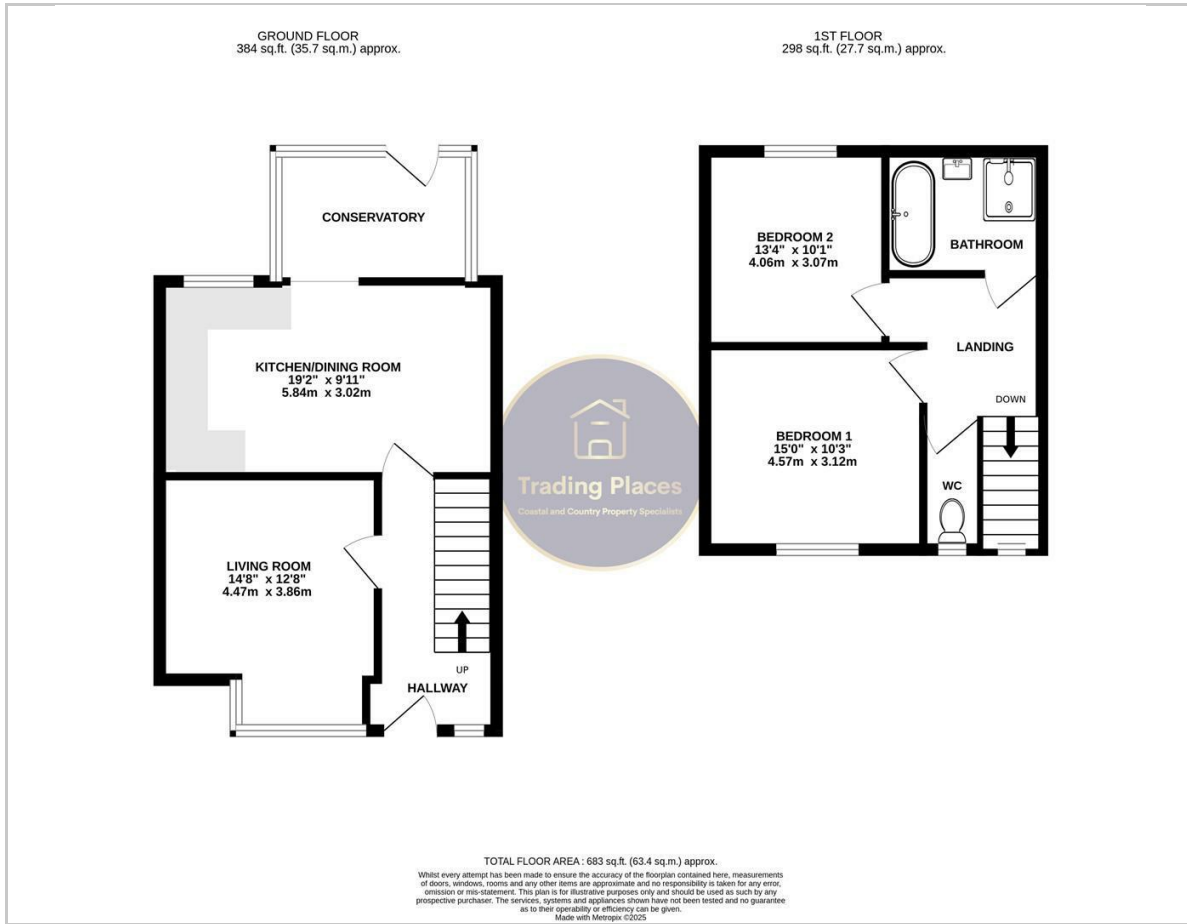 GROUND FLOOR
384 sq.ft. (35.7 sq.m.) approx.
1ST FLOOR
298 sq.ft. (27.7 sq.m.) approx.
CONSERVATORY
KITCHEN/DINING ROOM
19'2" x 9'11"
5.84m x 3.02m
LIVING ROOM
14'8" x 12'8"
4.47m x 3.86m
UP
HALLWAY
BEDROOM 2
13'4" x 10'1"
4.06m x 3.07m
BATHROOM
LANDING
DOWN
BEDROOM 1
15'0" x 10'3"
4.57m x 3.12m
WC
Trading Places
Coastal and Country Property Specialists
TOTAL FLOOR AREA : 683 sq.ft. (63.4 sq.m.) approx.
Whilst every attempt has been made to ensure the accuracy of the floorplan contained here, measurements
of doors, windows, rooms and any other items are approximate and no responsibility is taken for any error,
omission or mis-statement. This plan is for illustrative purposes only and should be used as such by any
prospective purchaser. The services, systems and appliances shown have not been tested and no guarantee
as to their operability or efficiency can be given.
Made with Metropix ©2025